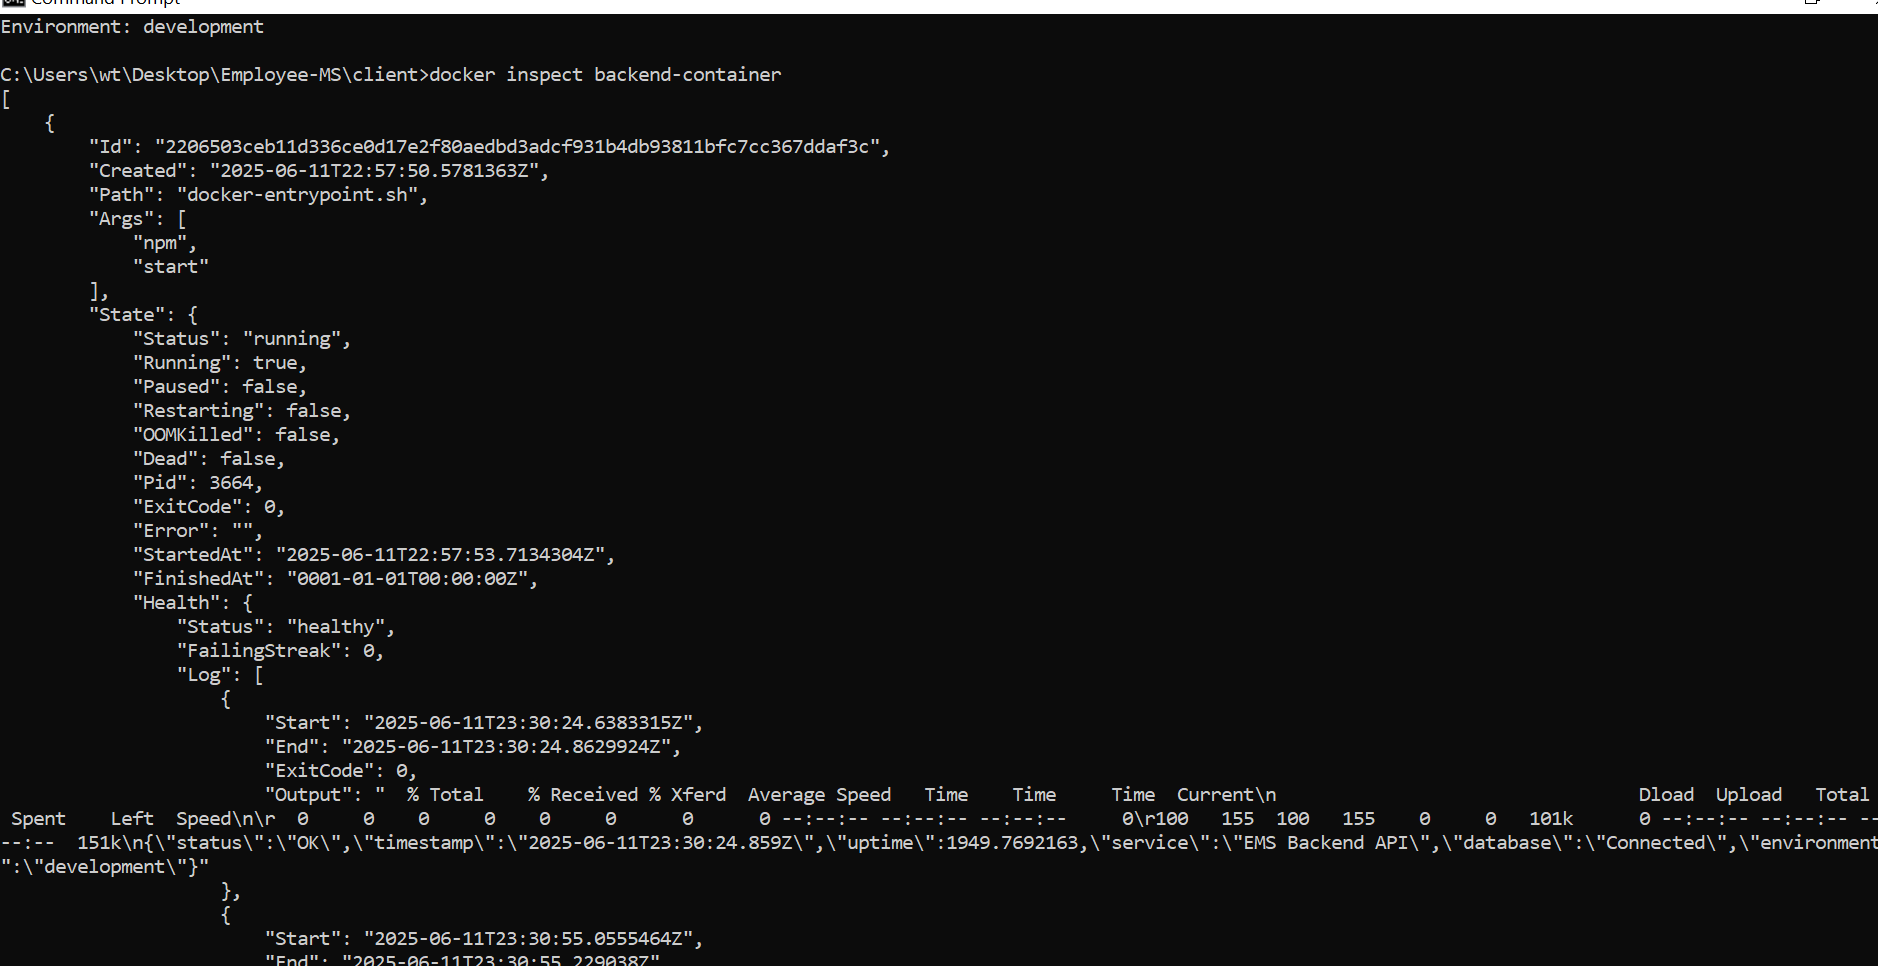 Command Prompt
Environment: development
C:\Users\wt\Desktop\Employee-MS\client>docker inspect backend-container
[
    {
        "Id": "2206503ceb11d336ce0d17e2f80aedbd3adcf931b4db93811bfc7cc367ddaf3c",
        "Created": "2025-06-11T22:57:50.5781363Z",
        "Path": "docker-entrypoint.sh",
        "Args": [
            "npm",
            "start"
        ],
        "State": {
            "Status": "running",
            "Running": true,
            "Paused": false,
            "Restarting": false,
            "OOMKilled": false,
            "Dead": false,
            "Pid": 3664,
            "ExitCode": 0,
            "Error": "",
            "StartedAt": "2025-06-11T22:57:53.7134304Z",
            "FinishedAt": "0001-01-01T00:00:00Z",
            "Health": {
                "Status": "healthy",
                "FailingStreak": 0,
                "Log": [
                    {
                        "Start": "2025-06-11T23:30:24.6383315Z",
                        "End": "2025-06-11T23:30:24.8629924Z",
                        "ExitCode": 0,
                        "Output": "  % Total    % Received % Xferd  Average Speed   Time    Time     Time  Current\n                                 Dload  Upload   Total
 Spent    Left  Speed\n\r  0     0    0     0    0     0      0      0 --:--:-- --:--:-- --:--:--     0\r100   155  100   155    0     0   101k      0 --:--:-- --:--:-- --
--:--  151k\n{\"status\":\"OK\",\"timestamp\":\"2025-06-11T23:30:24.859Z\",\"uptime\":1949.7692163,\"service\":\"EMS Backend API\",\"database\":\"Connected\",\"environment
":\"development\"}"
                    },
                    {
                        "Start": "2025-06-11T23:30:55.0555464Z",
                        "End": "2025-06-11T23:30:55.229038Z"